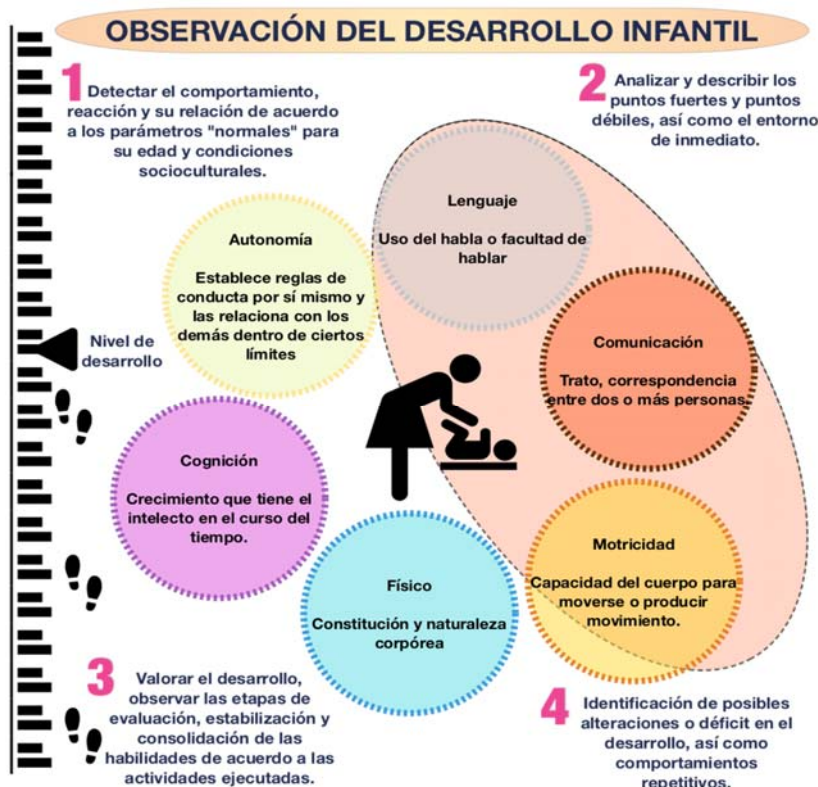 OBSERVACIÓN DEL DESARROLLO INFANTIL
1
Detectar el comportamiento,
reacción y su relación de acuerdo
a los parámetros "normales" para
su edad y condiciones
socioculturales.
2
Analizar y describir los
puntos fuertes y puntos
débiles, así como el entorno
de inmediato.
Lenguaje
Uso del habla o facultad de
hablar
Autonomía
Establece reglas de
conducta por sí mismo y
las relaciona con los
demás dentro de ciertos
límites
Nivel de
desarrollo
Comunicación
Trato, correspondencia
entre dos o más personas.
Cognición
Crecimiento que tiene el
intelecto en el curso del
tiempo.
Motricidad
Capacidad del cuerpo para
moverse o producir
movimiento.
Físico
Constitución y naturaleza
corpórea
3
Valorar el desarrollo,
observar las etapas de
evaluación, estabilización y
consolidación de las
habilidades de acuerdo a las
actividades ejecutadas.
4
Identificación de posibles
alteraciones o déficit en el
desarrollo, así como
comportamientos
repetitivos.